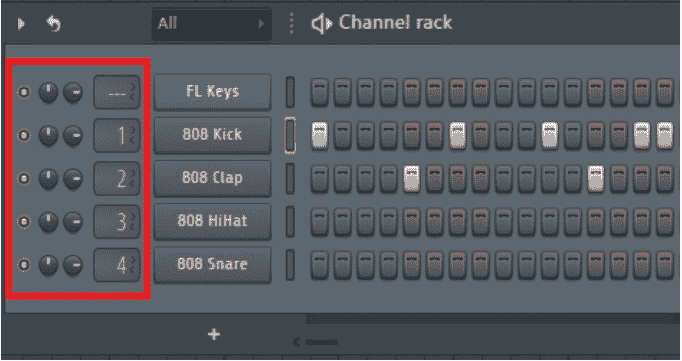 All
Channel rack
--- FL Keys
1 808 Kick
2 808 Clap
3 808 HiHat
4 808 Snare
+